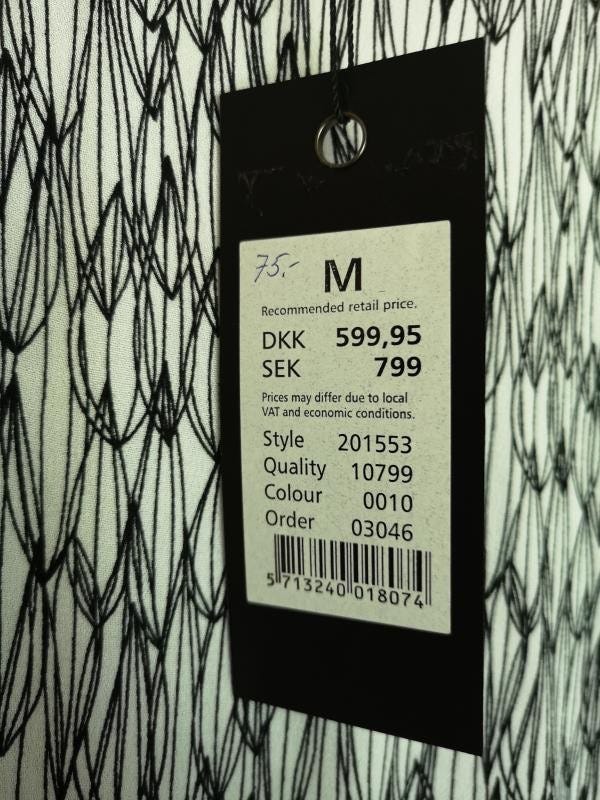 75.- M
Recommended retail price.
DKK 599,95
SEK 799
Prices may differ due to local
VAT and economic conditions.
Style 201553
Quality 10799
Colour 0010
Order 03046
5 713240 018074